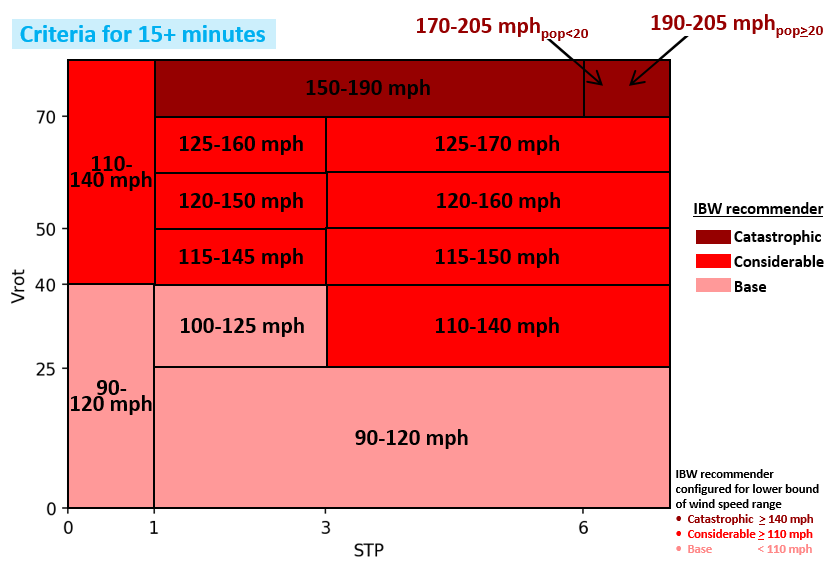 Criteria for 15+ minutes
170-205 mph pop<20
190-205 mph pop≥20
150-190 mph
70
125-160 mph
125-170 mph
110-
140 mph
120-150 mph
120-160 mph
IBW recommender
Catastrophic
Considerable
Base
50
115-145 mph
115-150 mph
Vrot
40
100-125 mph
110-140 mph
25
90-
120 mph
90-120 mph
0
0
1
3
6
STP
IBW recommender
configured for lower bound
of wind speed range
• Catastrophic ≥ 140 mph
• Considerable ≥ 110 mph
• Base < 110 mph